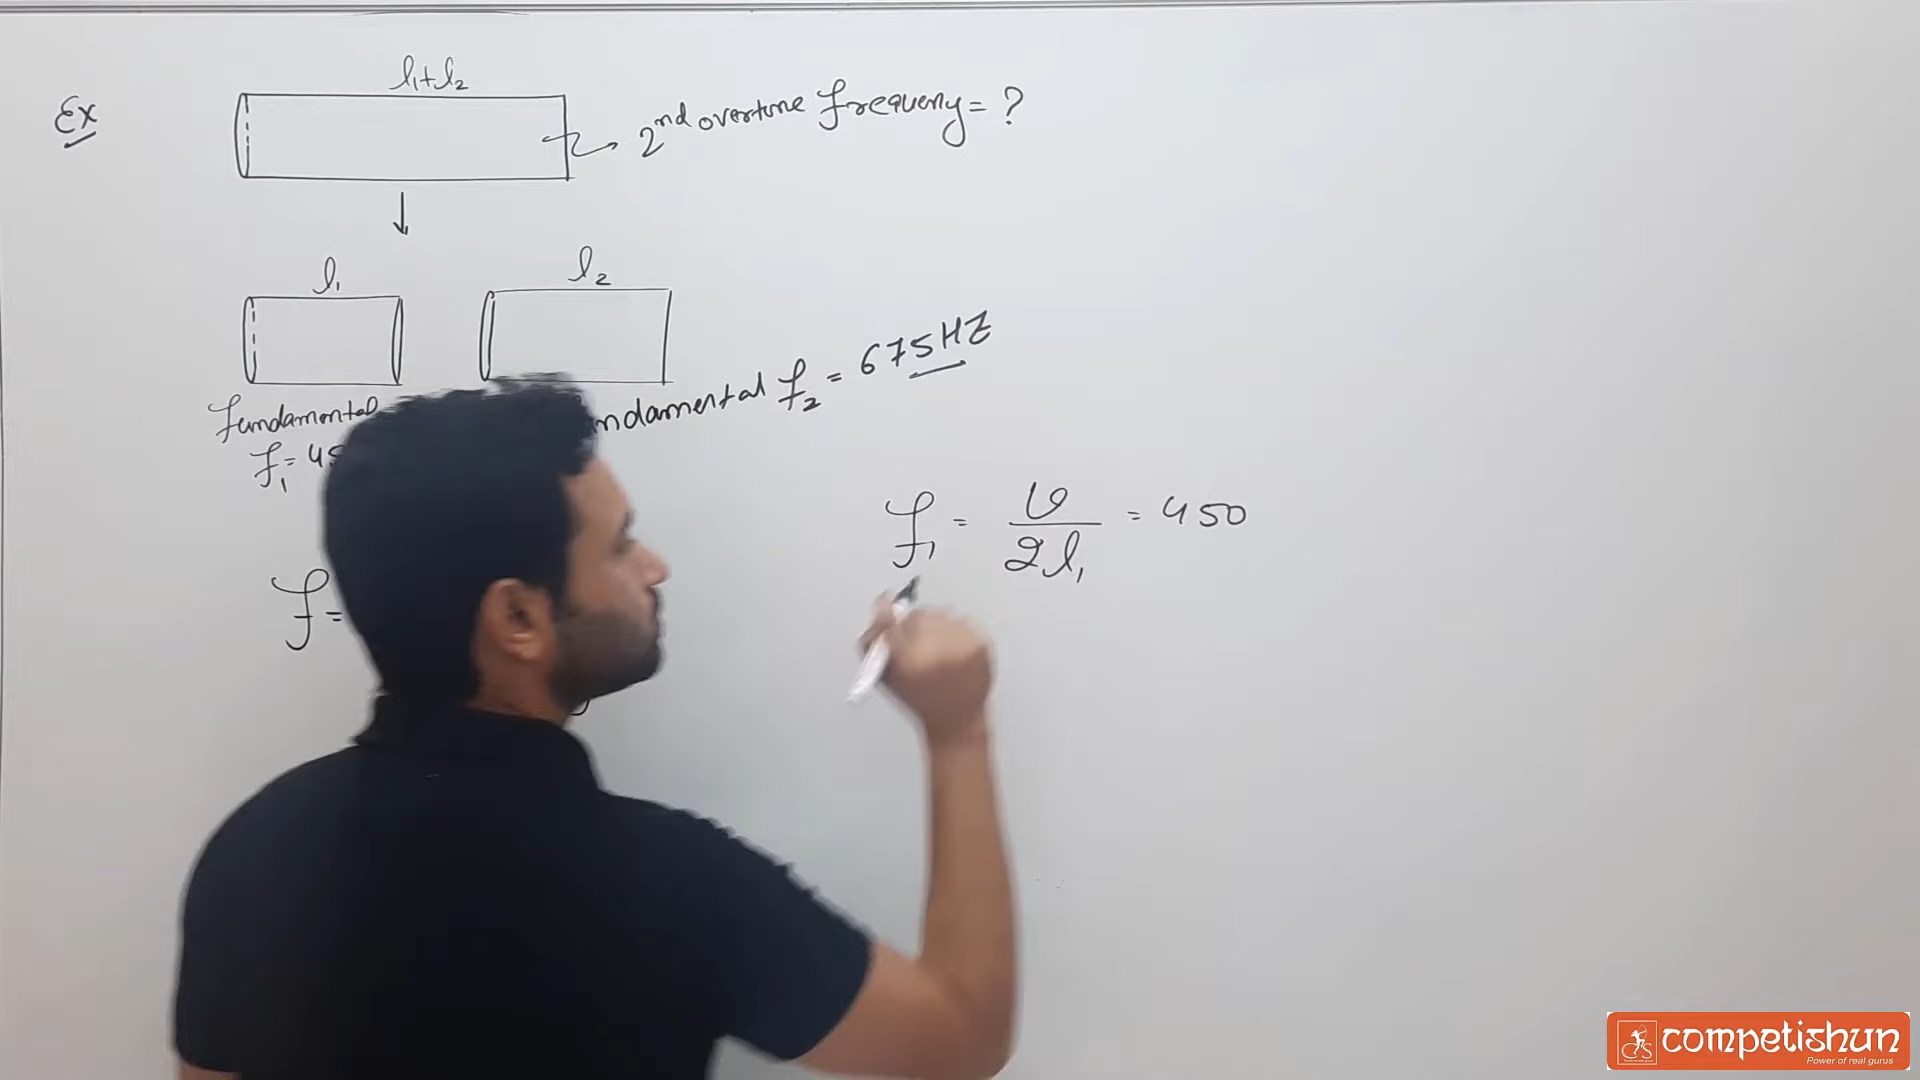 Ex
l₁+l₂
2nd overtone frequency = ?
l₁
l₂
fundamental
f₁ =
ndamental f₂ = 675HZ
f₁ = v/2l₁ = 450
f =
competishun
Power of real gurus